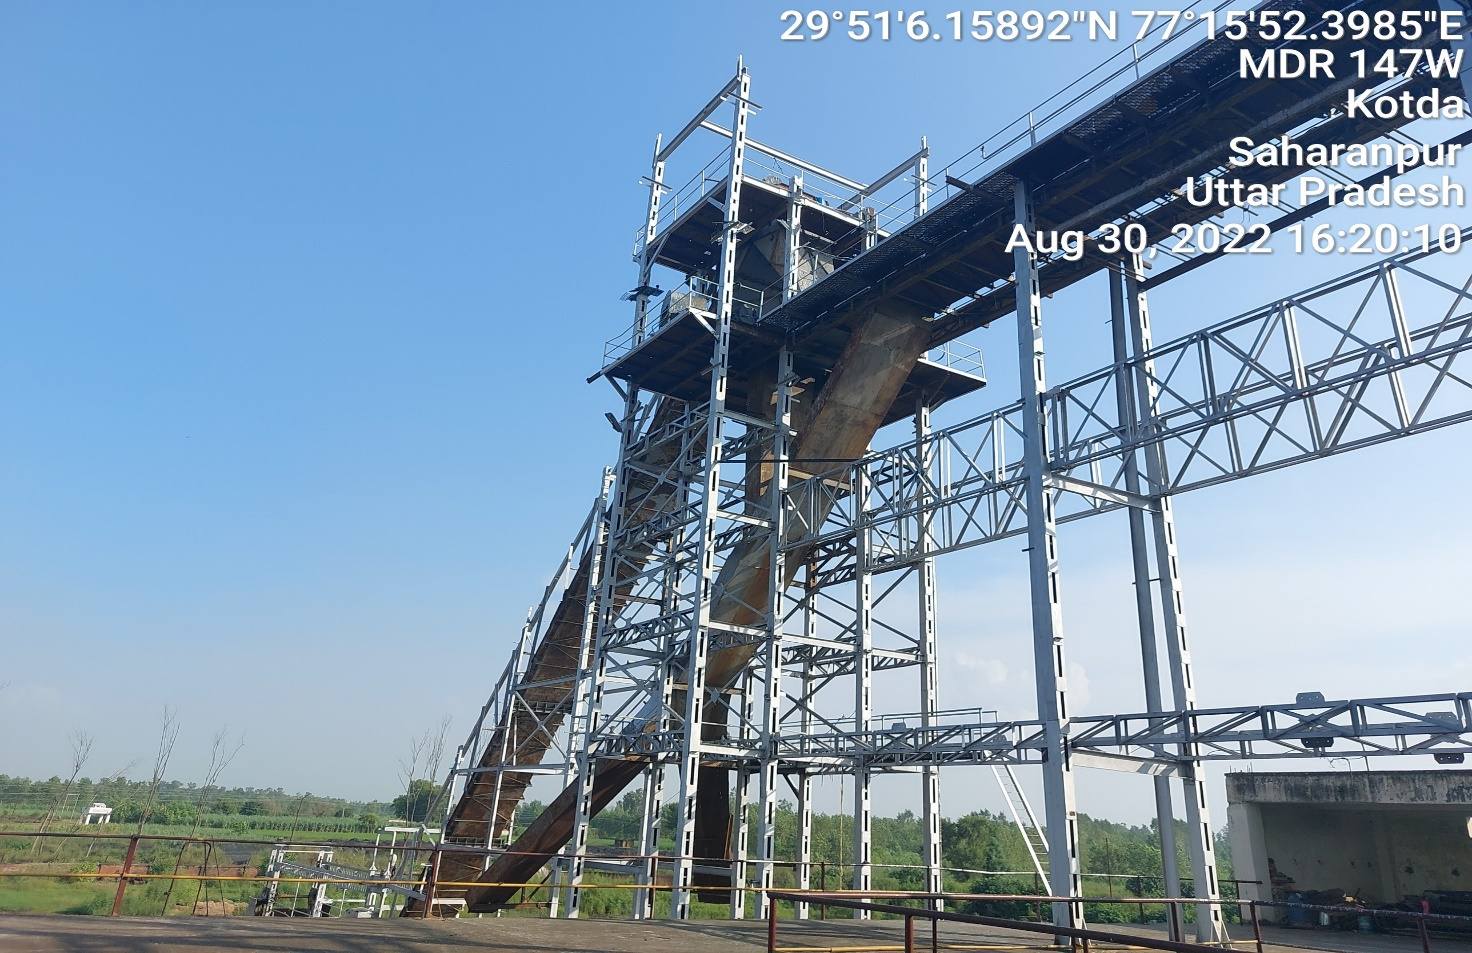 29°51'6.15892"N 77°15'52.3985"E
MDR 147W
Kotda
Saharanpur
Uttar Pradesh
Aug 30, 2022 16:20:10